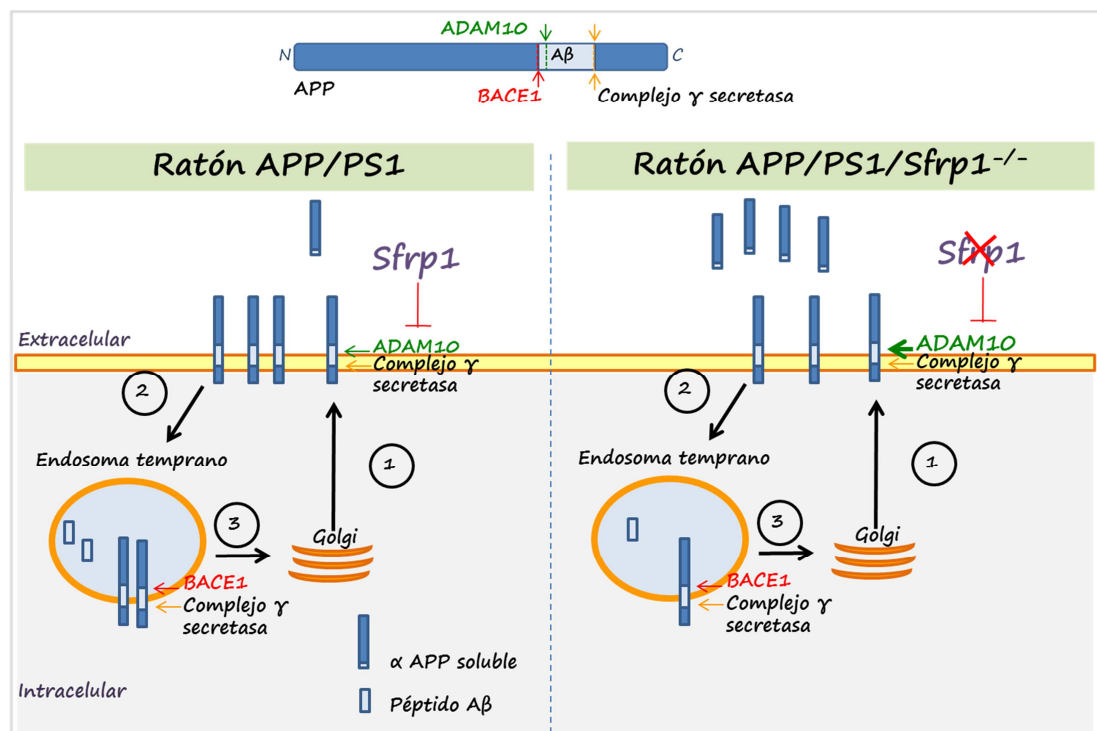 ADAM10
N
Aβ
C
APP
BACE1
Complejo γ secretasa
Ratón APP/PS1
Sfrp1
Extracelular
ADAM10
Complejo γ
secretasa
2
Endosoma temprano
1
3
Golgi
BACE1
Complejo γ
secretasa
α APP soluble
Intracelular
Péptido Aβ
Ratón APP/PS1/Sfrp1-/-
Sfrp1
ADAM10
Complejo γ
secretasa
2
Endosoma temprano
1
3
Golgi
BACE1
Complejo γ
secretasa